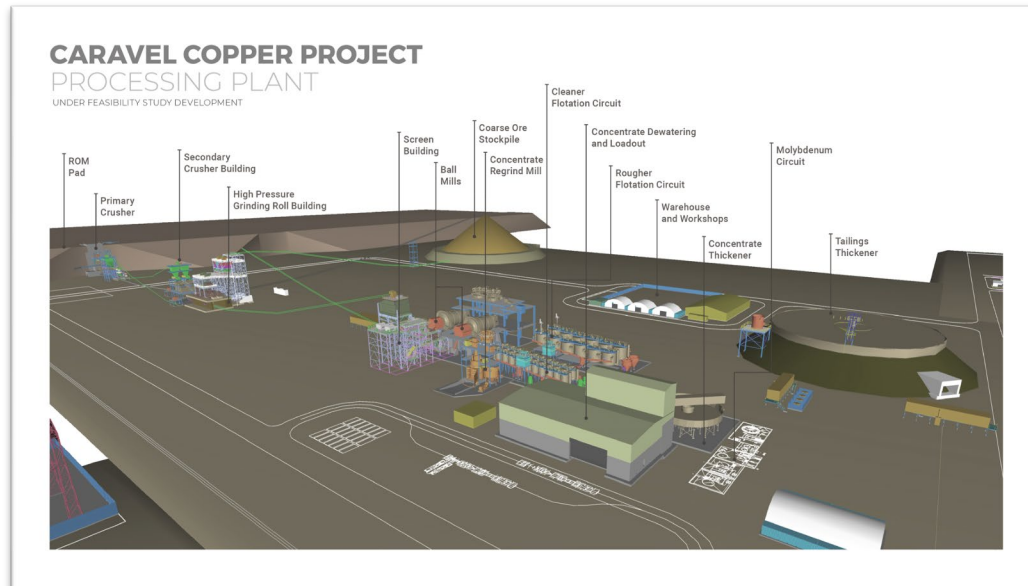 CARAVEL COPPER PROJECT
PROCESSING PLANT
UNDER FEASIBILITY STUDY DEVELOPMENT
ROM
Pad
Primary
Crusher
Secondary
Crusher Building
High Pressure
Grinding Roll Building
Screen
Building
Ball
Mills
Coarse Ore
Stockpile
Concentrate
Regrind Mill
Cleaner
Flotation Circuit
Concentrate Dewatering
and Loadout
Rougher
Flotation Circuit
Warehouse
and Workshops
Concentrate
Thickener
Molybdenum
Circuit
Tailings
Thickener